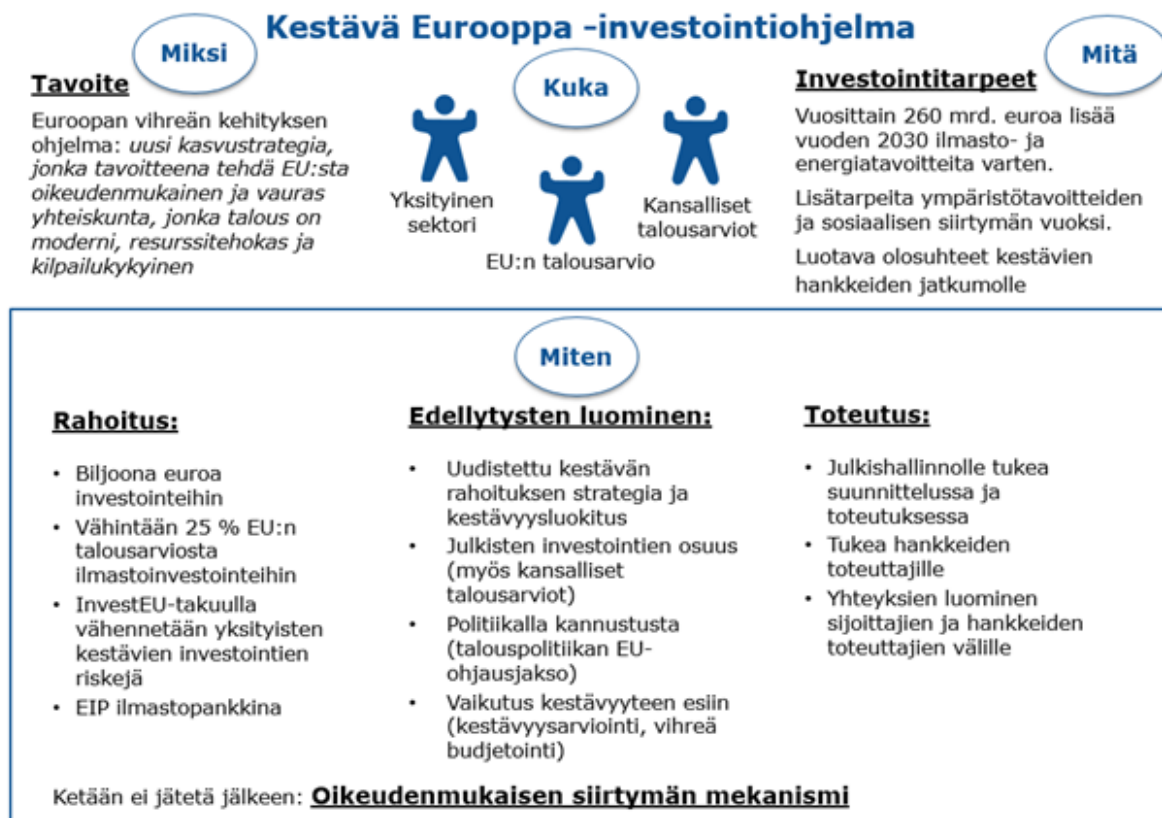 Kestävä Eurooppa -investointiohjelma
Miksi
Tavoite
Euroopan vihreän kehityksen
ohjelma: uusi kasvustrategia,
jonka tavoitteena tehdä EU:sta
oikeudenmukainen ja vauras
yhteiskunta, jonka talous on
moderni, resurssitehokas ja
kilpailukykyinen
Kuka
Yksityinen
sektori
EU:n talousarvio
Kansalliset
talousarviot
Mitä
Investointitarpeet
Vuosittain 260 mrd. euroa lisää
vuoden 2030 ilmasto- ja
energiatavoitteita varten.
Lisätarpeita ympäristötavoitteiden
ja sosiaalisen siirtymän vuoksi.
Luotava olosuhteet kestävien
hankkeiden jatkumolle
Miten
Rahoitus:
• Biljoona euroa
investointeihin
• Vähintään 25 % EU:n
talousarviosta
ilmastoinvestointeihin
• InvestEU-takuulla
vähennetään yksityisten
kestävien investointien
riskejä
• EIP ilmastopankkina
Edellytysten luominen:
• Uudistettu kestävän
rahoituksen strategia ja
kestävyysluokitus
• Julkisten investointien osuus
(myös kansalliset
talousarviot)
• Politiikalla kannustusta
(talouspolitiikan EU-
ohjausjakso)
• Vaikutus kestävyyteen esiin
(kestävyysarviointi, vihreä
budjetointi)
Toteutus:
• Julkishallinnolle tukea
suunnittelussa ja
toteutuksessa
• Tukea hankkeiden
toteuttajille
• Yhteyksien luominen
sijoittajien ja hankkeiden
toteuttajien välille
Ketään ei jätetä jälkeen: Oikeudenmukaisen siirtymän mekanismi